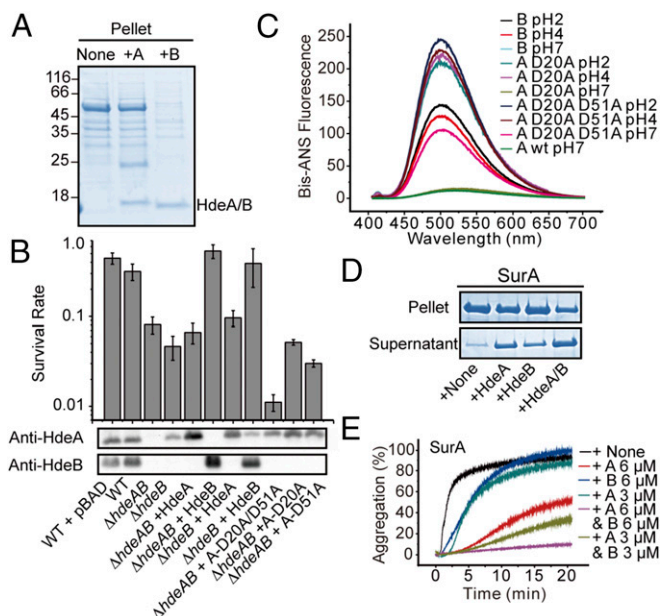 A
Pellet
None +A +B
116
66
45
35
25
18
HdeA/B
B
Survival Rate
1.0
0.1
0.01
Anti-HdeA
Anti-HdeB
WT + pBAD
WT
ΔhdeAB
ΔhdeB
ΔhdeAB +HdeA
ΔhdeAB + HdeB
ΔhdeB + HdeA
ΔhdeB + HdeB
ΔhdeAB + A-D20A/D51A
ΔhdeAB +A-D20A
ΔhdeAB + A-D51A
C
Bis-ANS Fluorescence
250
200
150
100
50
0
400 500 600 700
Wavelength (nm)
B pH2
B pH4
B pH7
A D20A pH2
A D20A pH4
A D20A pH7
A D20A D51A pH2
A D20A D51A pH4
A D20A D51A pH7
A wt pH7
D
SurA
Pellet
Supernatant
+None
+HdeA
+HdeB
+HdeA/B
E
SurA
Aggregation (%)
100
80
60
40
20
0
0 5 10 15 20
Time (min)
+ None
+ A 6 µM
+ B 6 µM
+ A 3 µM
+ A 6 µM
& B 6 µM
+ A 3 µM
& B 3 µM